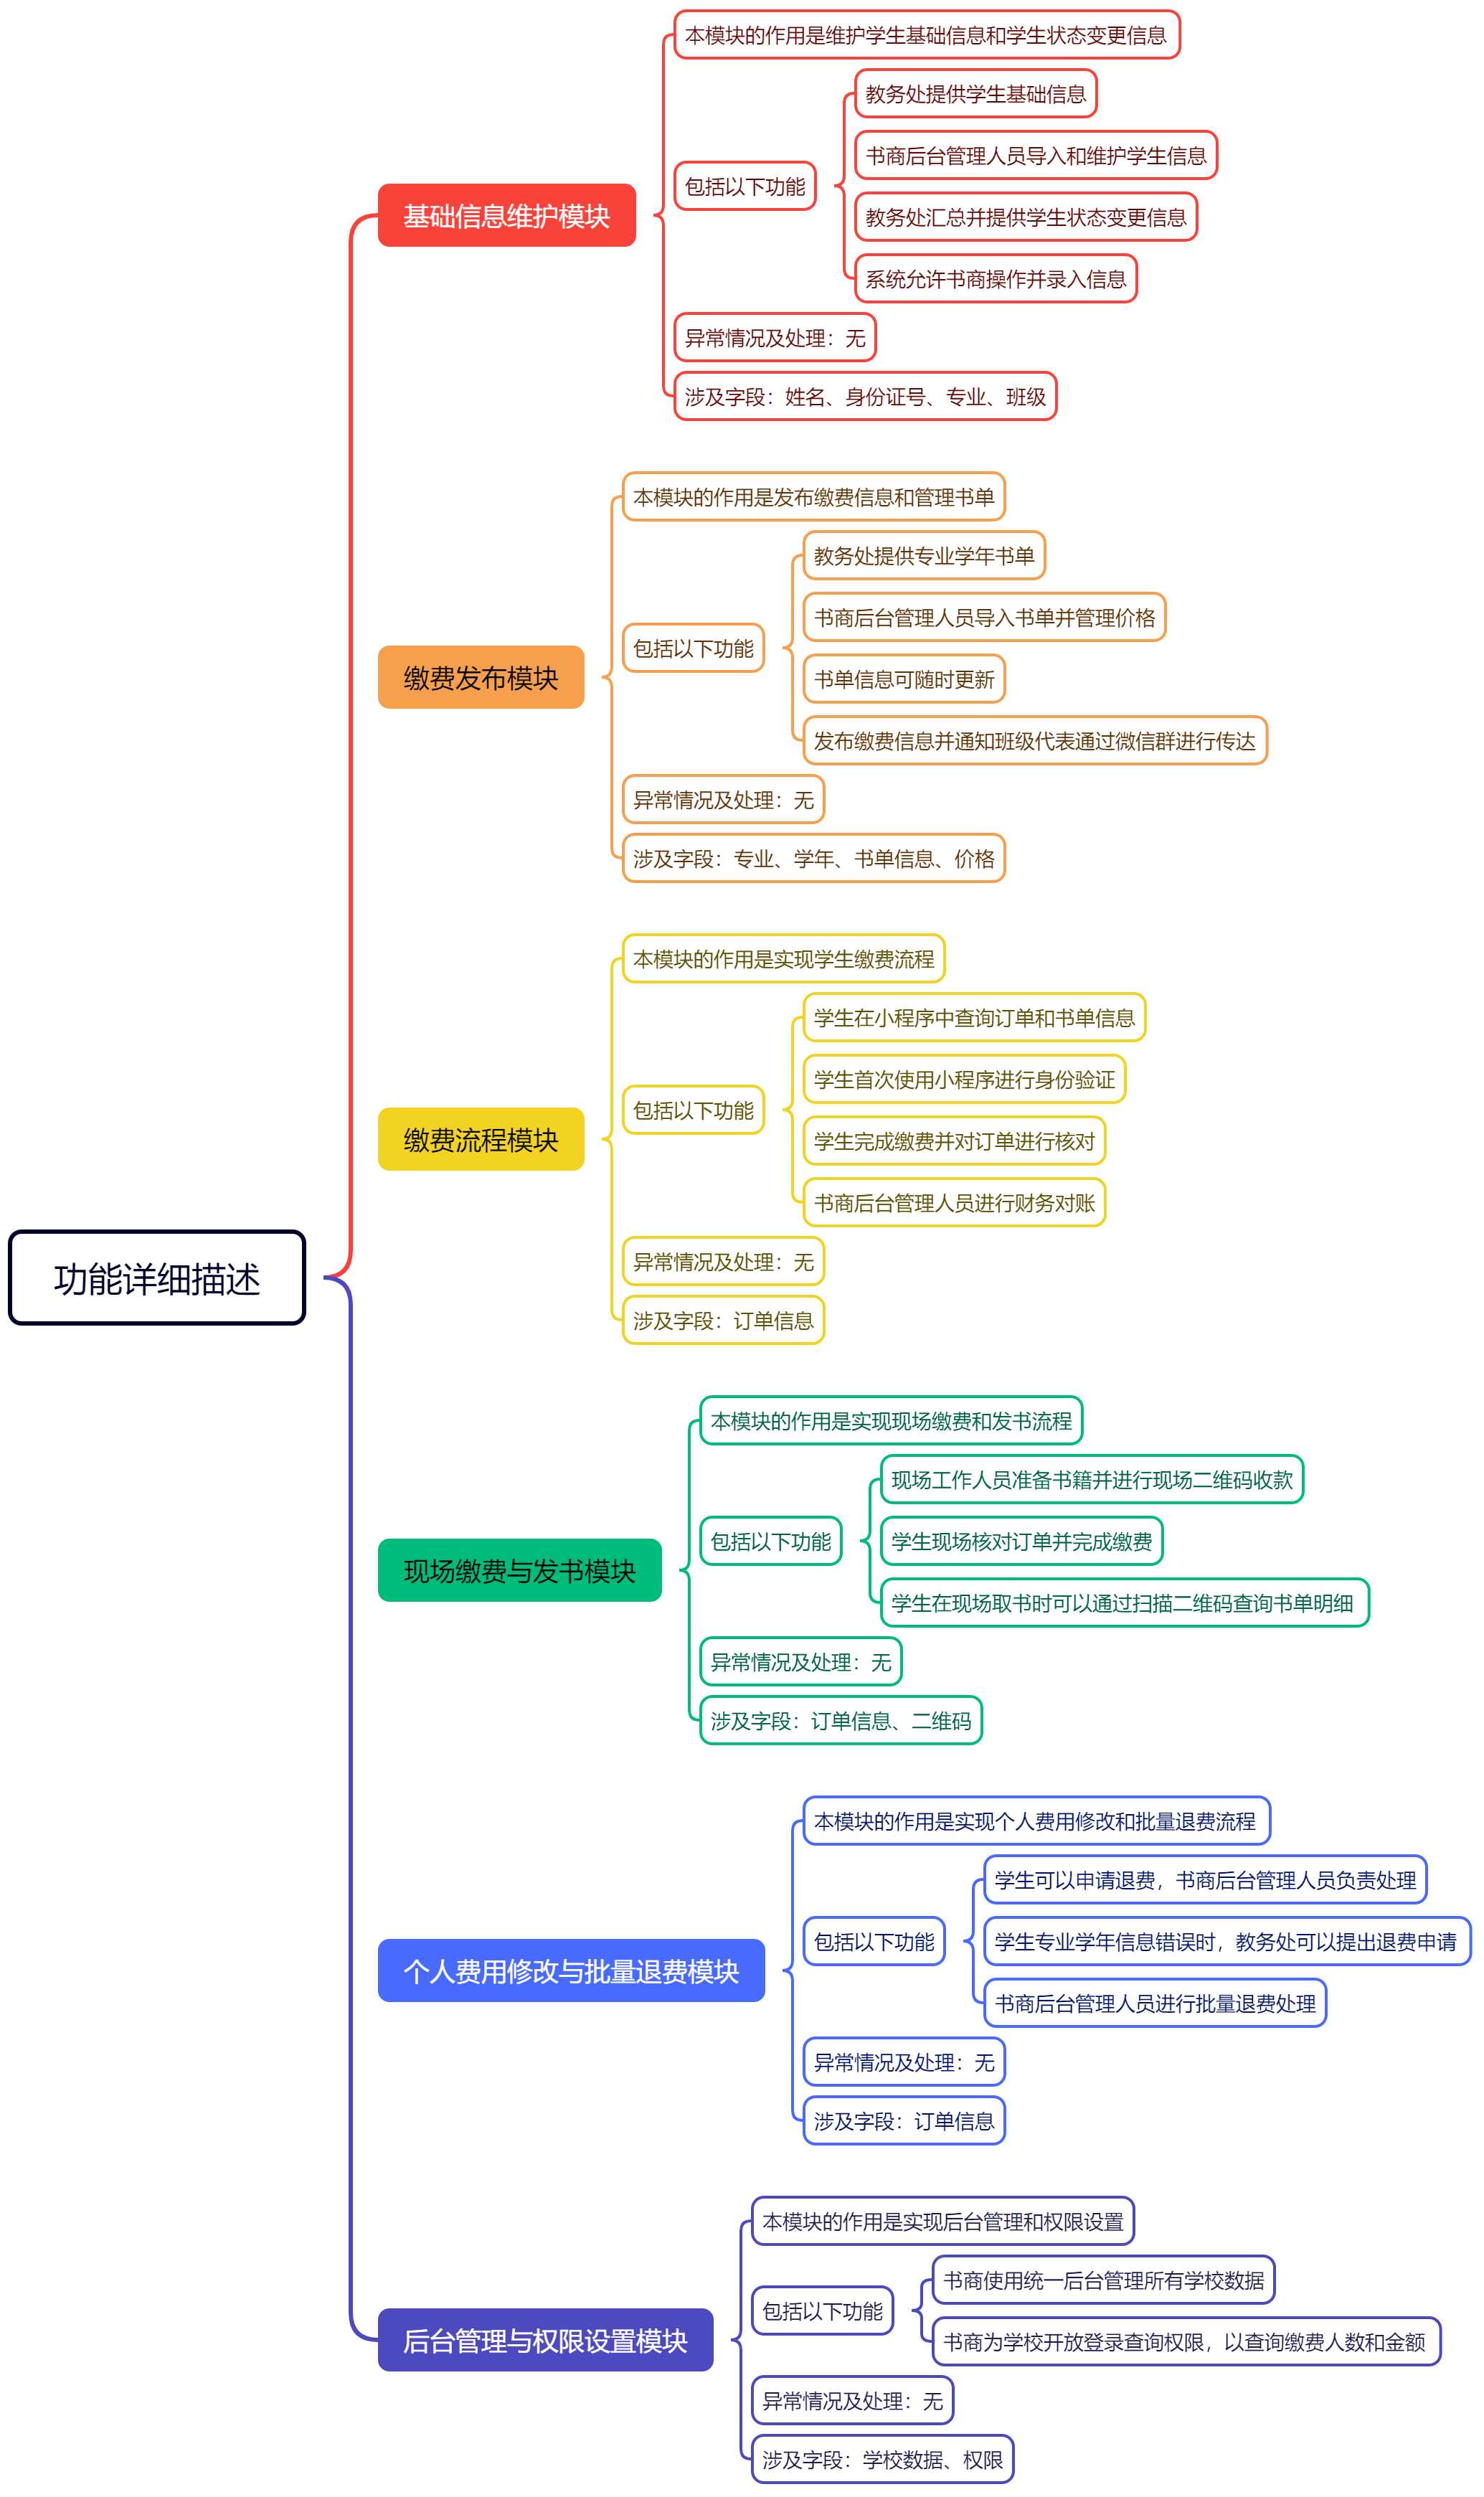 功能详细描述
基础信息维护模块
本模块的作用是维护学生基础信息和学生状态变更信息
包括以下功能
教务处提供学生基础信息
书商后台管理人员导入和维护学生信息
教务处汇总并提供学生状态变更信息
系统允许书商操作并录入信息
异常情况及处理：无
涉及字段：姓名、身份证号、专业、班级
缴费发布模块
本模块的作用是发布缴费信息和管理书单
包括以下功能
教务处提供专业学年书单
书商后台管理人员导入书单并管理价格
书单信息可随时更新
发布缴费信息并通知班级代表通过微信群进行传达
异常情况及处理：无
涉及字段：专业、学年、书单信息、价格
缴费流程模块
本模块的作用是实现学生缴费流程
包括以下功能
学生在小程序中查询订单和书单信息
学生首次使用小程序进行身份验证
学生完成缴费并对订单进行核对
书商后台管理人员进行财务对账
异常情况及处理：无
涉及字段：订单信息
现场缴费与发书模块
本模块的作用是实现现场缴费和发书流程
包括以下功能
现场工作人员准备书籍并进行现场二维码收款
学生现场核对订单并完成缴费
学生在现场取书时可以通过扫描二维码查询书单明细
异常情况及处理：无
涉及字段：订单信息、二维码
个人费用修改与批量退费模块
本模块的作用是实现个人费用修改和批量退费流程
包括以下功能
学生可以申请退费，书商后台管理人员负责处理
学生专业学年信息错误时，教务处可以提出退费申请
书商后台管理人员进行批量退费处理
异常情况及处理：无
涉及字段：订单信息
后台管理与权限设置模块
本模块的作用是实现后台管理和权限设置
包括以下功能
书商使用统一后台管理所有学校数据
书商为学校开放登录查询权限，以查询缴费人数和金额
异常情况及处理：无
涉及字段：学校数据、权限